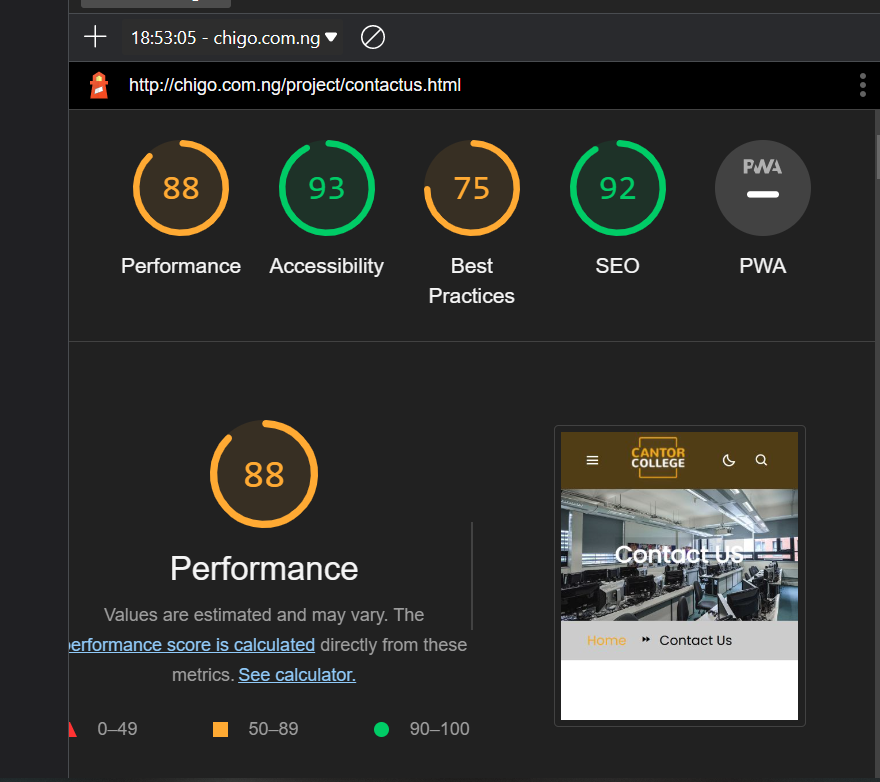 18:53:05 - chigo.com.ng
http://chigo.com.ng/project/contactus.html
88
93
75
92
PWA
Performance
Accessibility
Best
Practices
SEO
PWA
88
Performance
Values are estimated and may vary. The
performance score is calculated directly from these
metrics. See calculator.
0–49
50–89
90–100
CANTOR
COLLEGE
Contact US
Home
Contact Us